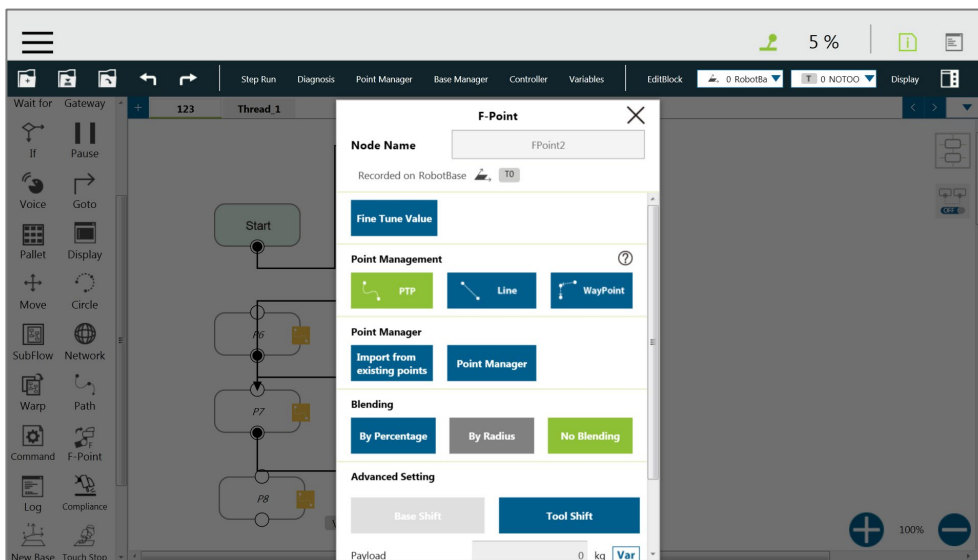 5 %
Step Run Diagnosis Point Manager Base Manager Controller Variables EditBlock 0 RobotBa T 0 NOTOO Display
Wait for Gateway
123 Thread_1
If Pause
Voice Goto
Pallet Display
Move Circle
SubFlow Network
Warp Path
Command F-Point
Log Compliance
New Base Touch Stop
Start
P6
P7
P8
F-Point
Node Name FPoint2
Recorded on RobotBase T0
Fine Tune Value
Point Management ?
PTP Line WayPoint
Point Manager
Import from
existing points Point Manager
Blending
By Percentage By Radius No Blending
Advanced Setting
Base Shift Tool Shift
Payload 0 kg Var
OFF
100%